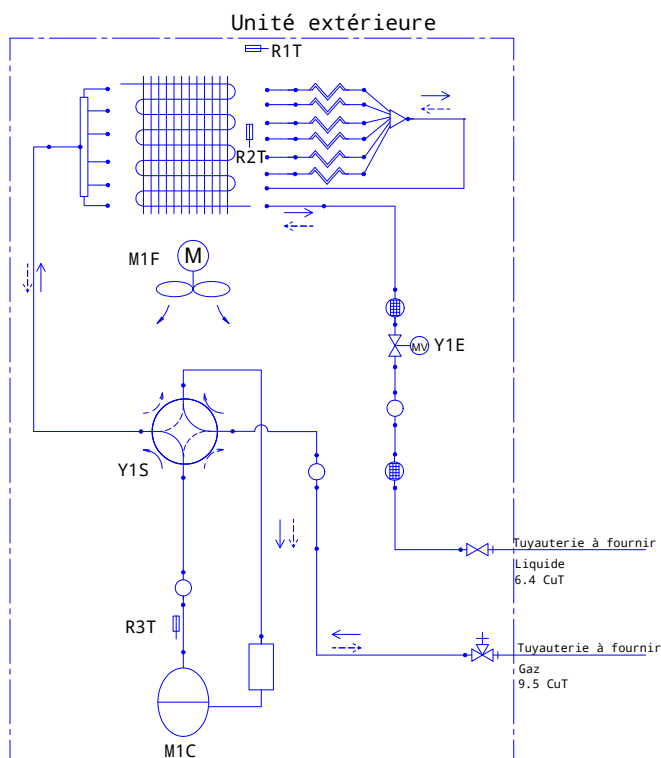 Unité extérieure
R1T
R2T
M1F
M
MV
Y1E
Y1S
Tuyauterie à fournir
Liquide
6.4 CuT
R3T
Tuyauterie à fournir
Gaz
9.5 CuT
M1C